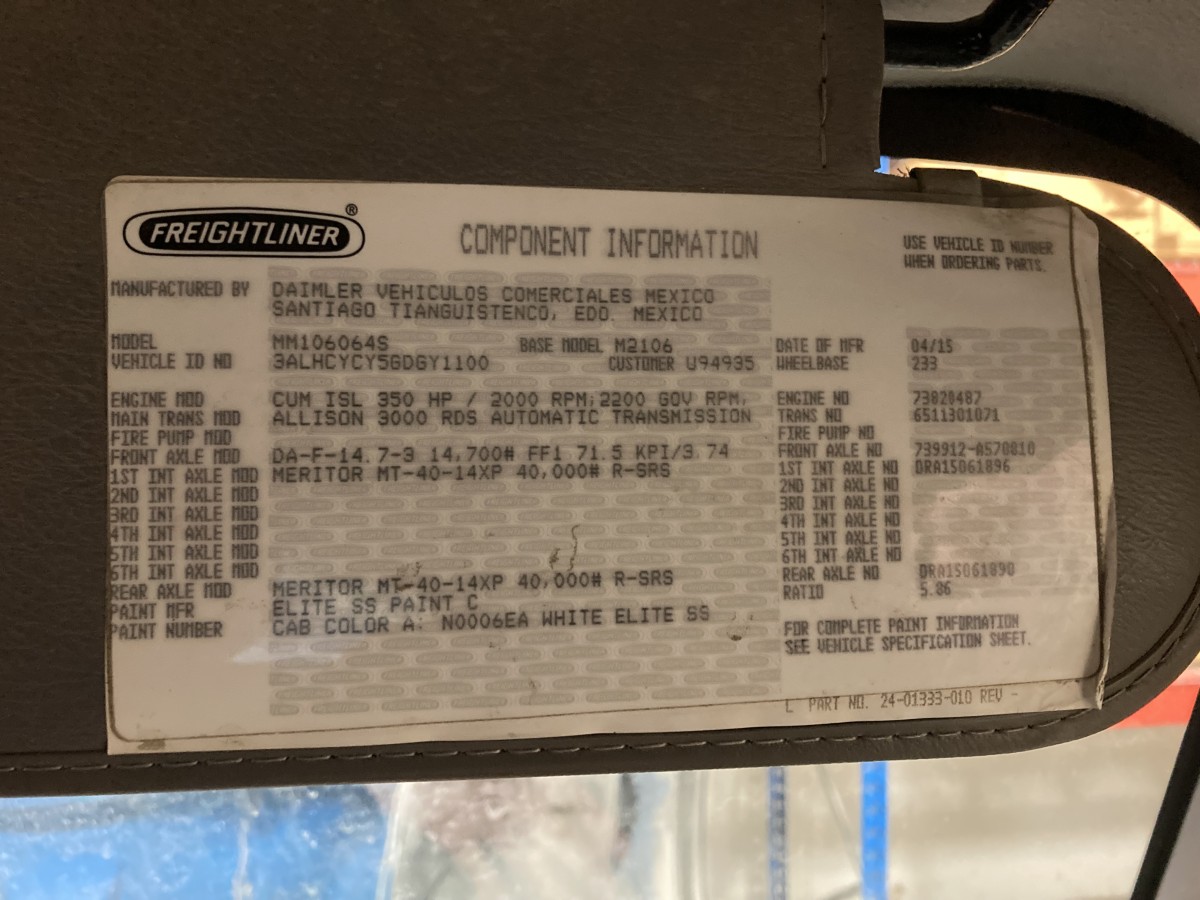 FREIGHTLINER®
COMPONENT INFORMATION
USE VEHICLE ID NUMBER
WHEN ORDERING PARTS.
MANUFACTURED BY DAIMLER VEHICULOS COMERCIALES MEXICO
SANTIAGO TIANGUISTENCO, EDO. MEXICO
MODEL MM106064S BASE MODEL M2106 DATE OF MFR 04/15
VEHICLE ID NO 3ALHCYCY5GDGY1100 CUSTOMER U94935 WHEELBASE 233
ENGINE MOD CUM ISL 350 HP / 2000 RPM; 2200 GOV RPM, ENGINE NO 73820487
MAIN TRANS MOD ALLISON 3000 RDS AUTOMATIC TRANSMISSION TRANS NO 6511301071
FIRE PUMP MOD FIRE PUMP NO
FRONT AXLE MOD DA-F-14.7-3 14,700# FF1 71.5 KPI/3.74 FRONT AXLE NO 739912-A570810
1ST INT AXLE MOD MERITOR MT-40-14XP 40,000# R-SRS 1ST INT AXLE NO DRA15061896
2ND INT AXLE MOD 2ND INT AXLE NO
3RD INT AXLE MOD 3RD INT AXLE NO
4TH INT AXLE MOD 4TH INT AXLE NO
5TH INT AXLE MOD 5TH INT AXLE NO
6TH INT AXLE MOD 6TH INT AXLE NO
REAR AXLE MOD MERITOR MT-40-14XP 40,000# R-SRS REAR AXLE NO DRA15061890
PAINT MFR ELITE SS PAINT C RATIO 5.86
PAINT NUMBER CAB COLOR A: N0006EA WHITE ELITE SS
FOR COMPLETE PAINT INFORMATION
SEE VEHICLE SPECIFICATION SHEET.
L PART NO. 24-01333-010 REV -